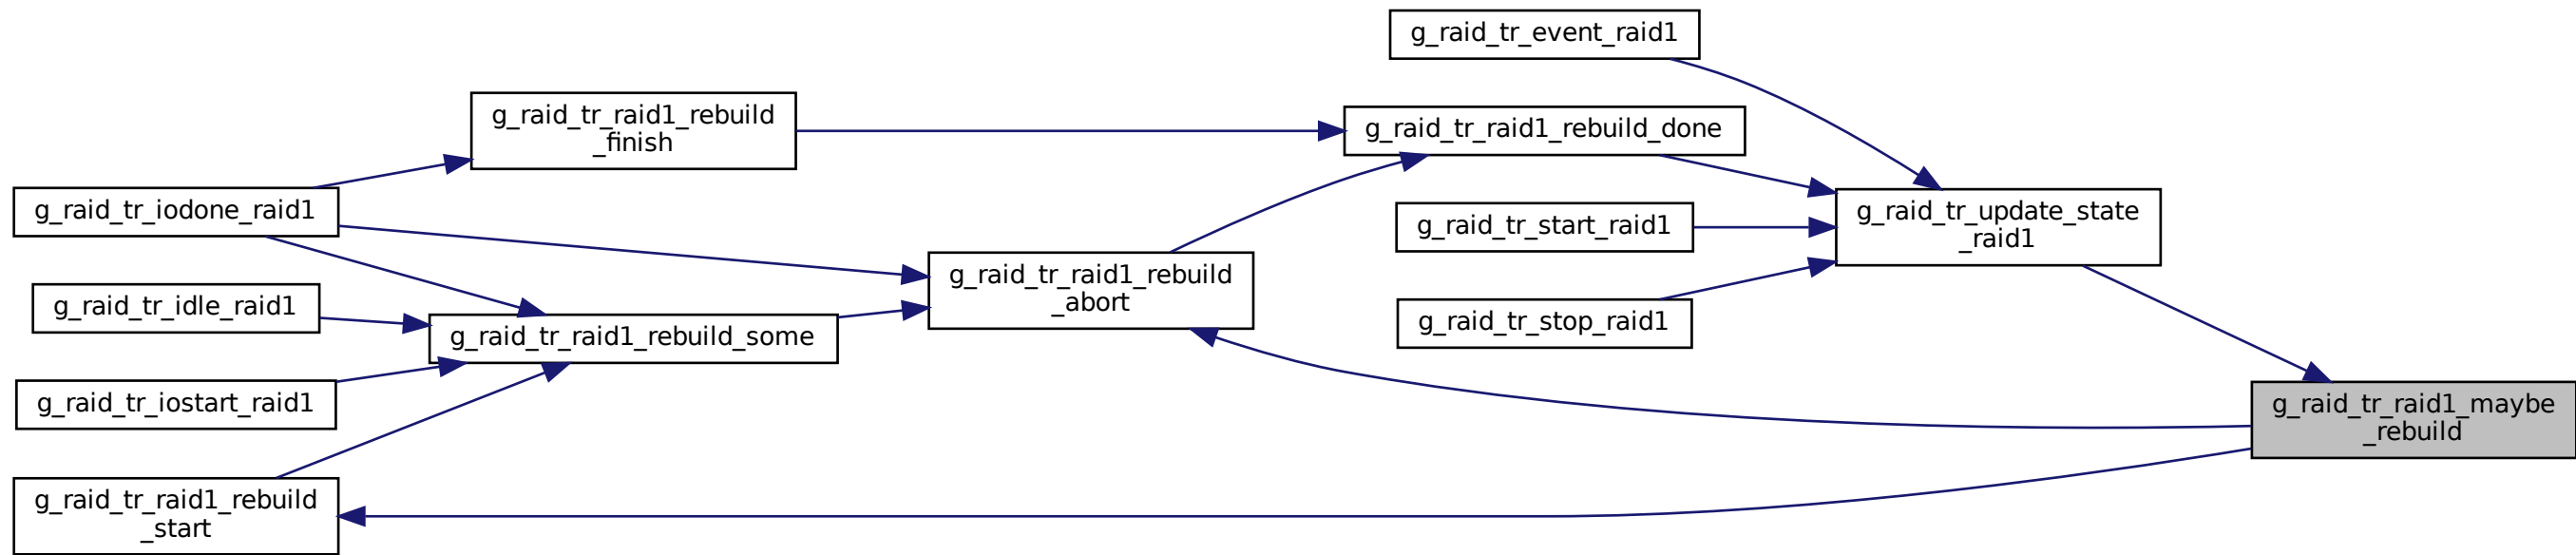 g_raid_tr_event_raid1
g_raid_tr_raid1_rebuild
_finish
g_raid_tr_raid1_rebuild_done
g_raid_tr_iodone_raid1
g_raid_tr_start_raid1
g_raid_tr_update_state
_raid1
g_raid_tr_raid1_rebuild
_abort
g_raid_tr_idle_raid1
g_raid_tr_raid1_rebuild_some
g_raid_tr_stop_raid1
g_raid_tr_iostart_raid1
g_raid_tr_raid1_maybe
_rebuild
g_raid_tr_raid1_rebuild
_start